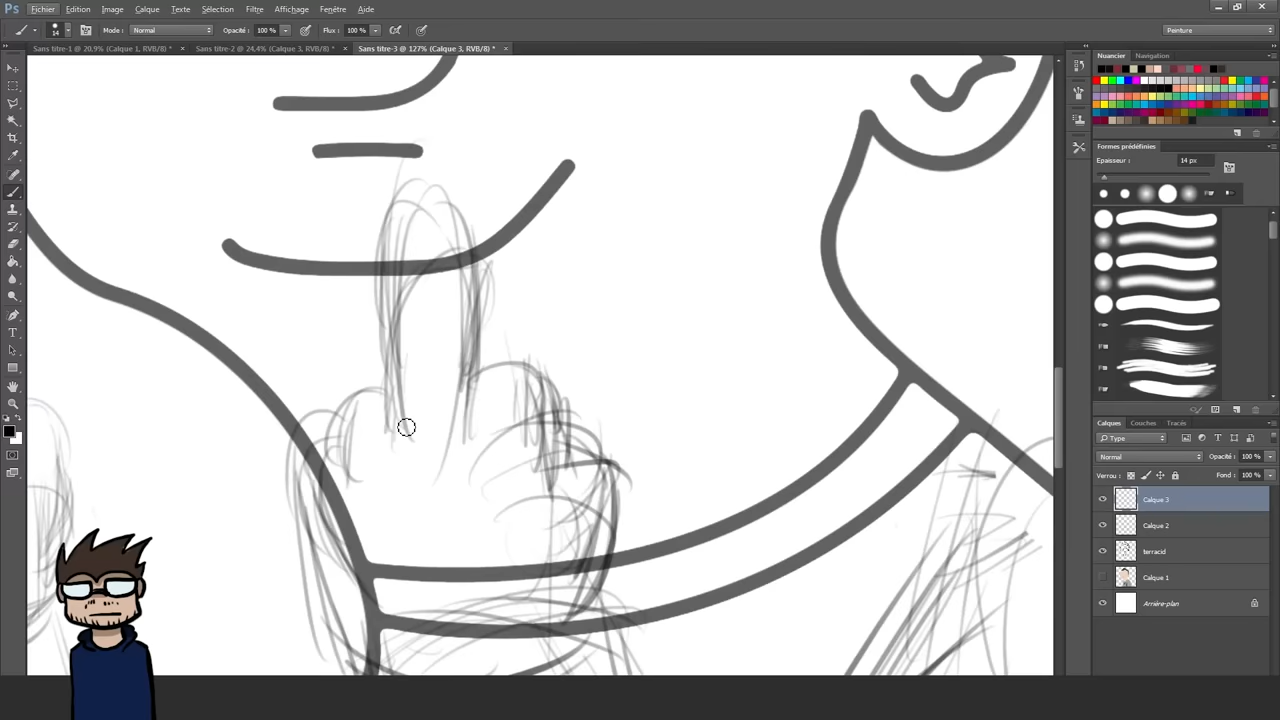 Ps Fichier Edition Image Calque Texte Sélection Filtre Affichage Fenêtre Aide
14 Mode : Normal Opacité : 100 % Flux : 100 % Peinture
Sans titre-1 @ 20,9% (Calque 1, RVB/8) * × Sans titre-2 @ 24,4% (Calque 3, RVB/8) * × Sans titre-3 @ 127% (Calque 3, RVB/8) * ×
Nuancier Navigation
Formes prédéfinies
Epaisseur : 14 px
Calques Couches Tracés
Type
Normal Opacité : 100 %
Verrou : Fond : 100 %
Calque 3
Calque 2
terracid
Calque 1
Arrière-plan